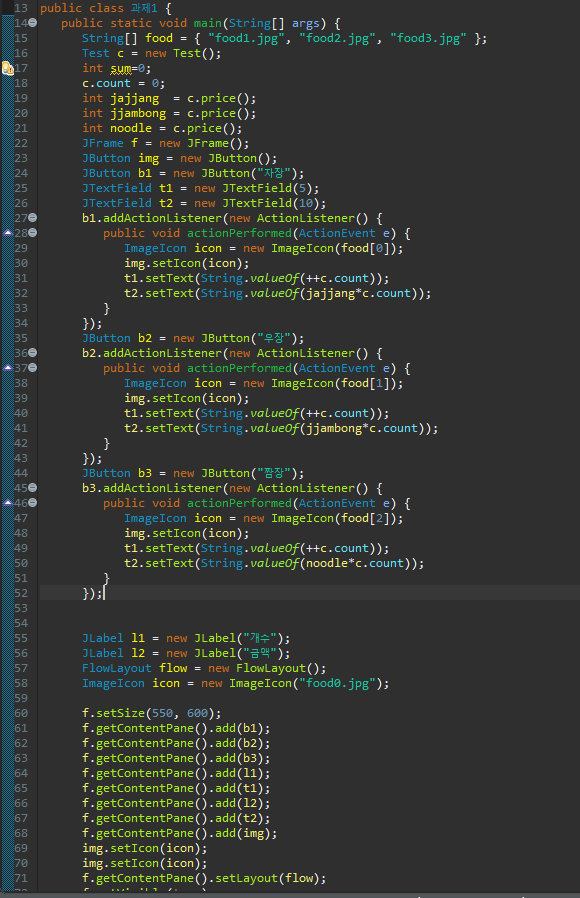 13 public class 과제1 {
14 public static void main(String[] args) {
15 String[] food = { "food1.jpg", "food2.jpg", "food3.jpg" };
16 Test c = new Test();
17 int sum=0;
18 c.count = 0;
19 int jajjang  = c.price();
20 int jjambong = c.price();
21 int noodle = c.price();
22 JFrame f = new JFrame();
23 JButton img = new JButton();
24 JButton b1 = new JButton("자장");
25 JTextField t1 = new JTextField(5);
26 JTextField t2 = new JTextField(10);
27 b1.addActionListener(new ActionListener() {
28 public void actionPerformed(ActionEvent e) {
29 ImageIcon icon = new ImageIcon(food[0]);
30 img.setIcon(icon);
31 t1.setText(String.valueOf(++c.count));
32 t2.setText(String.valueOf(jajjang*c.count));
33 }
34 });
35 JButton b2 = new JButton("우장");
36 b2.addActionListener(new ActionListener() {
37 public void actionPerformed(ActionEvent e) {
38 ImageIcon icon = new ImageIcon(food[1]);
39 img.setIcon(icon);
40 t1.setText(String.valueOf(++c.count));
41 t2.setText(String.valueOf(jjambong*c.count));
42 }
43 });
44 JButton b3 = new JButton("짬장");
45 b3.addActionListener(new ActionListener() {
46 public void actionPerformed(ActionEvent e) {
47 ImageIcon icon = new ImageIcon(food[2]);
48 img.setIcon(icon);
49 t1.setText(String.valueOf(++c.count));
50 t2.setText(String.valueOf(noodle*c.count));
51 }
52 });
53
54
55 JLabel l1 = new JLabel("개수");
56 JLabel l2 = new JLabel("금액");
57 FlowLayout flow = new FlowLayout();
58 ImageIcon icon = new ImageIcon("food0.jpg");
59
60 f.setSize(550, 600);
61 f.getContentPane().add(b1);
62 f.getContentPane().add(b2);
63 f.getContentPane().add(b3);
64 f.getContentPane().add(l1);
65 f.getContentPane().add(t1);
66 f.getContentPane().add(l2);
67 f.getContentPane().add(t2);
68 f.getContentPane().add(img);
69 img.setIcon(icon);
70 img.setIcon(icon);
71 f.getContentPane().setLayout(flow);